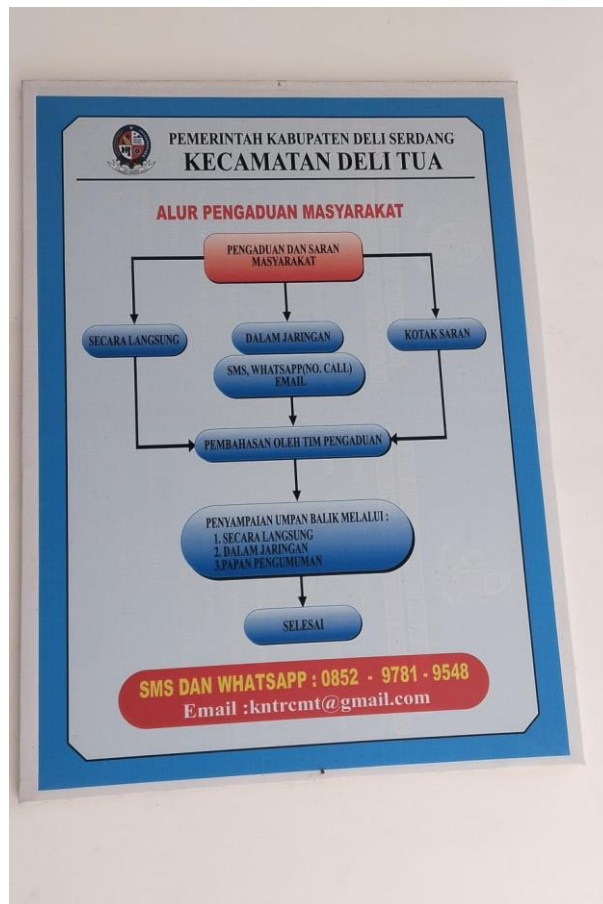 PEMERINTAH KABUPATEN DELI SERDANG
KECAMATAN DELI TUA
ALUR PENGADUAN MASYARAKAT
PENGADUAN DAN SARAN
MASYARAKAT
SECARA LANGSUNG
DALAM JARINGAN
KOTAK SARAN
SMS, WHATSAPP(NO. CALL)
EMAIL
PEMBAHASAN OLEH TIM PENGADUAN
PENYAMPAIAN UMPAN BALIK MELALUI :
1. SECARA LANGSUNG
2. DALAM JARINGAN
3.PAPAN PENGUMUMAN
SELESAI
SMS DAN WHATSAPP : 0852 - 9781 - 9548
Email :kntrcmt@gmail.com